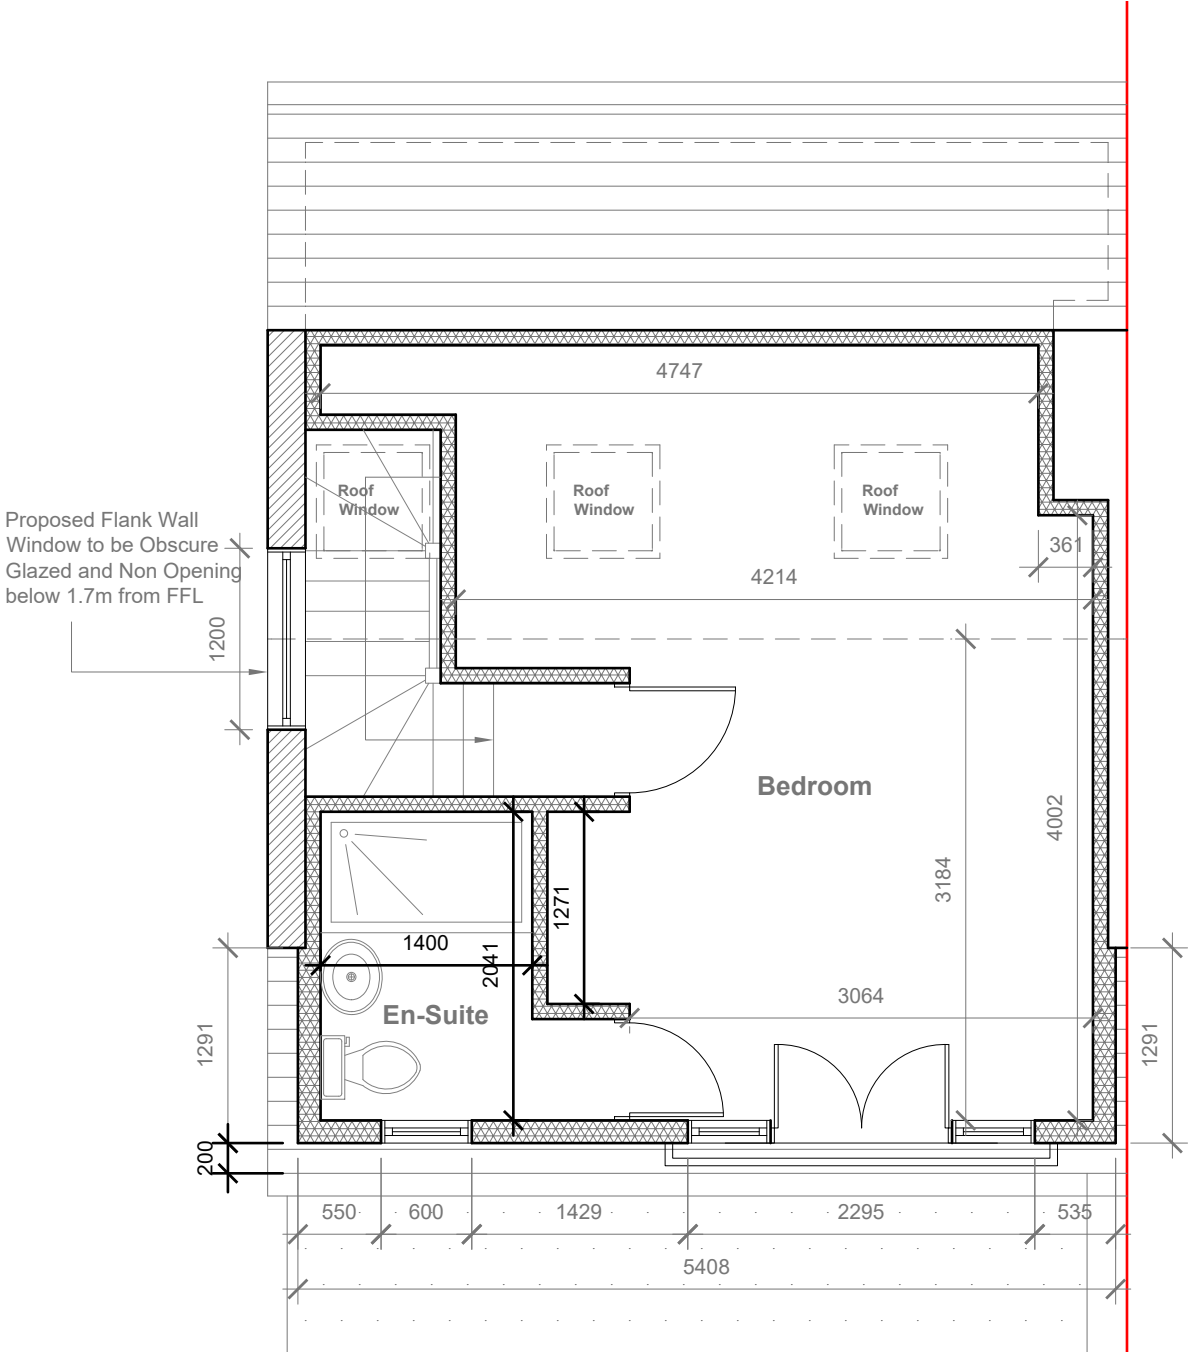 4747
Roof
Window
Roof
Window
Roof
Window
Proposed Flank Wall
Window to be Obscure
Glazed and Non Opening
below 1.7m from FFL
361
4214
1200
Bedroom
4002
3184
1271
1400
2041
3064
En-Suite
1291
1291
200
550
600
1429
2295
535
5408